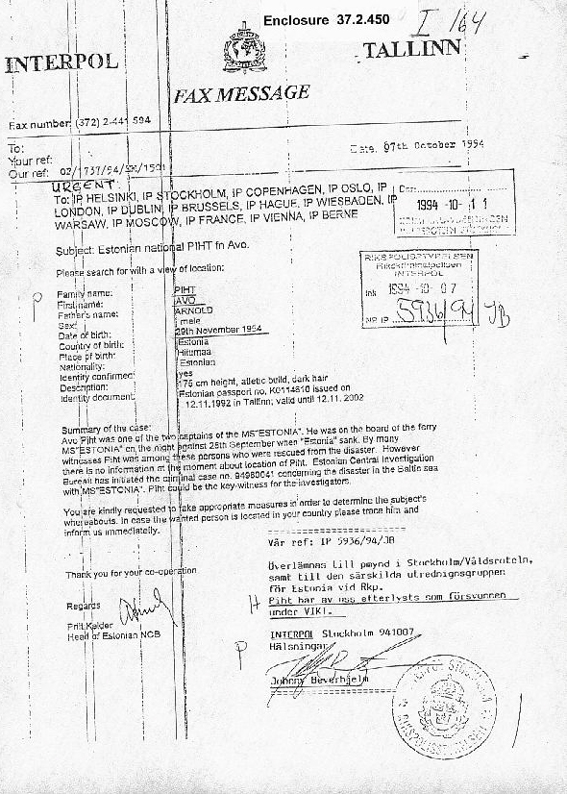 Enclosure 37.2.450
I 164
INTERPOL
TALLINN
FAX MESSAGE
Fax number: (372) 2-441 594
To:
Your ref:
Our ref: 02/1737/94/SK/1501
Date. 07th October 1994
URGENT
To: IP HELSINKI, IP STOCKHOLM, IP COPENHAGEN, IP OSLO, IP
LONDON, IP DUBLIN, IP BRUSSELS, IP HAGUE, IP WIESBADEN, IP
WARSAW, IP MOSCOW, IP FRANCE, IP VIENNA, IP BERNE
1994 -10- 11
Subject: Estonian national PIHT fn Avo.
Please search for with a view of location:
RIKSPOLISSTYRELSEN
Rikskriminalpolisen
INTERPOL
Ink 1994 -10- 07
NR IP 5936/94 JB
P
Family name: PIHT
First name: AVO
Father's name: ARNOLD
Sex: male
Date of birth: 29th November 1954
Country of birth: Estonia
Place of birth: Hiiumaa
Nationality: Estonian
Identity confirmed: yes
Description: 175 cm height, atletic build, dark hair
Identity document: Estonian passport no. K0114810 issued on
12.11.1992 in Tallinn; valid until 12.11. 2002
Summary of the case:
Avo Piht was one of the two captains of the MS"ESTONIA". He was on the board of the ferry
MS"ESTONIA" on the night against 28th September when "Estonia" sank. By many
witnesses Piht was among these persons who were rescued from the disaster. However
there is no information at the moment about location of Piht. Estonian Central Investigation
Bureau has initiated the criminal case no. 94980041 concerning the disaster in the Baltic sea
with MS"ESTONIA". Piht could be the key-witness for the investigators.
You are kindly requested to take appropriate measures in order to determine the subject's
whereabouts. In case the wanted person is located in your country please trace him and
inform us immediately.
Vår ref: IP 5936/94/JB
Överlämnas till pmynd i Stockholm/Våldsroteln,
samt till den särskilda utredningsgruppen
för Estonia vid Rkp.
H Piht har av oss efterlysts som försvunnen
under VIKI.
Thank you for your co-operation
Regards
Priit Kalder
Head of Estonian NCB
INTERPOL Stockholm 941007
P
Hälsningar
Johnny Beverhjelm